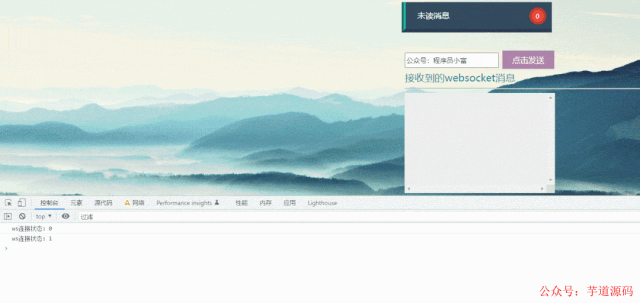 未读消息 0
公众号：程序员小富 点击发送
接收到的websocket消息
控制台 元素 源代码 网络 Performance insights 性能 内存 应用 Lighthouse
top 过滤
ws连接状态: 0
ws连接状态: 1
公众号：芋道源码